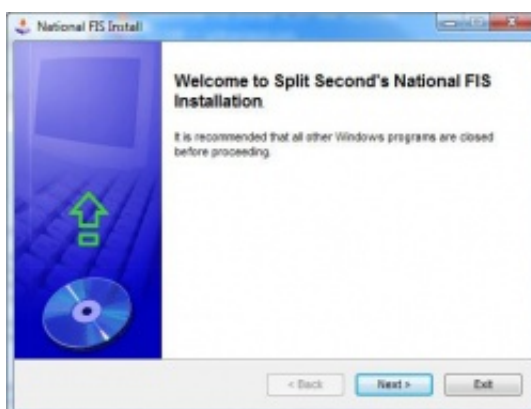 National FIS Install
Welcome to Split Second's National FIS
Installation.
It is recommended that all other Windows programs are closed
before proceeding.
< Back
Next >
Exit